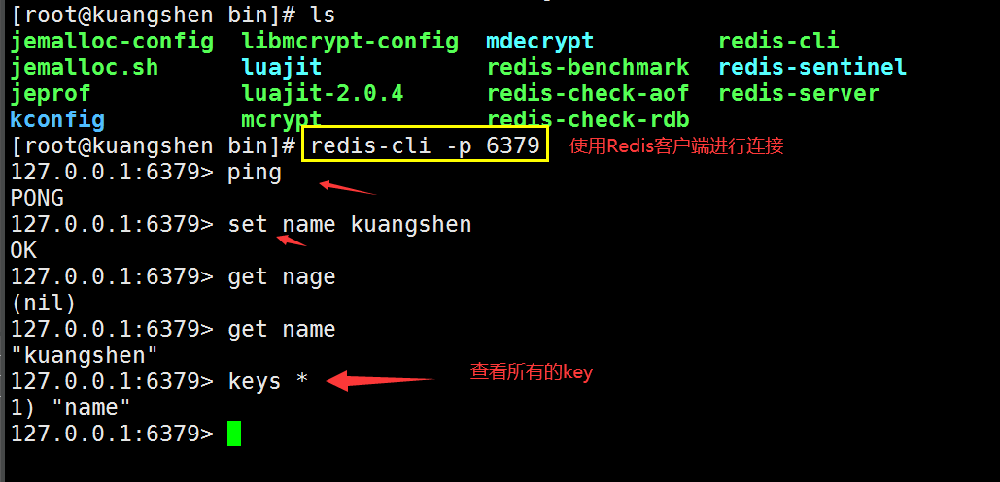 [root@kuangshen bin]# ls
jemalloc-config libmcrypt-config mdecrypt redis-cli
jemalloc.sh luajit redis-benchmark redis-sentinel
jeprof luajit-2.0.4 redis-check-aof redis-server
kconfig mcrypt redis-check-rdb
[root@kuangshen bin]# redis-cli -p 6379 使用Redis客户端进行连接
127.0.0.1:6379> ping
PONG
127.0.0.1:6379> set name kuangshen
OK
127.0.0.1:6379> get nage
(nil)
127.0.0.1:6379> get name
"kuangshen"
127.0.0.1:6379> keys * 查看所有的key
1) "name"
127.0.0.1:6379>